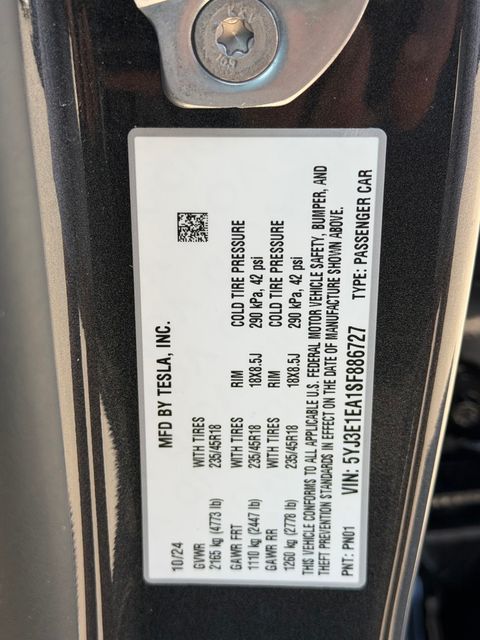 10/24 MFD BY TESLA, INC.
GVWR WITH TIRES RIM COLD TIRE PRESSURE
2165 kg (4773 lb) 235/45R18 18X8.5J 290 kPa, 42 psi
GAWR FRT WITH TIRES RIM COLD TIRE PRESSURE
1110 kg (2447 lb) 235/45R18 18X8.5J 290 kPa, 42 psi
GAWR RR
1260 kg (2778 lb)
THIS VEHICLE CONFORMS TO ALL APPLICABLE U.S. FEDERAL MOTOR VEHICLE SAFETY, BUMPER, AND
THEFT PREVENTION STANDARDS IN EFFECT ON THE DATE OF MANUFACTURE SHOWN ABOVE.
PNT: PN01 VIN: 5YJ3E1EA1SF886727 TYPE: PASSENGER CAR